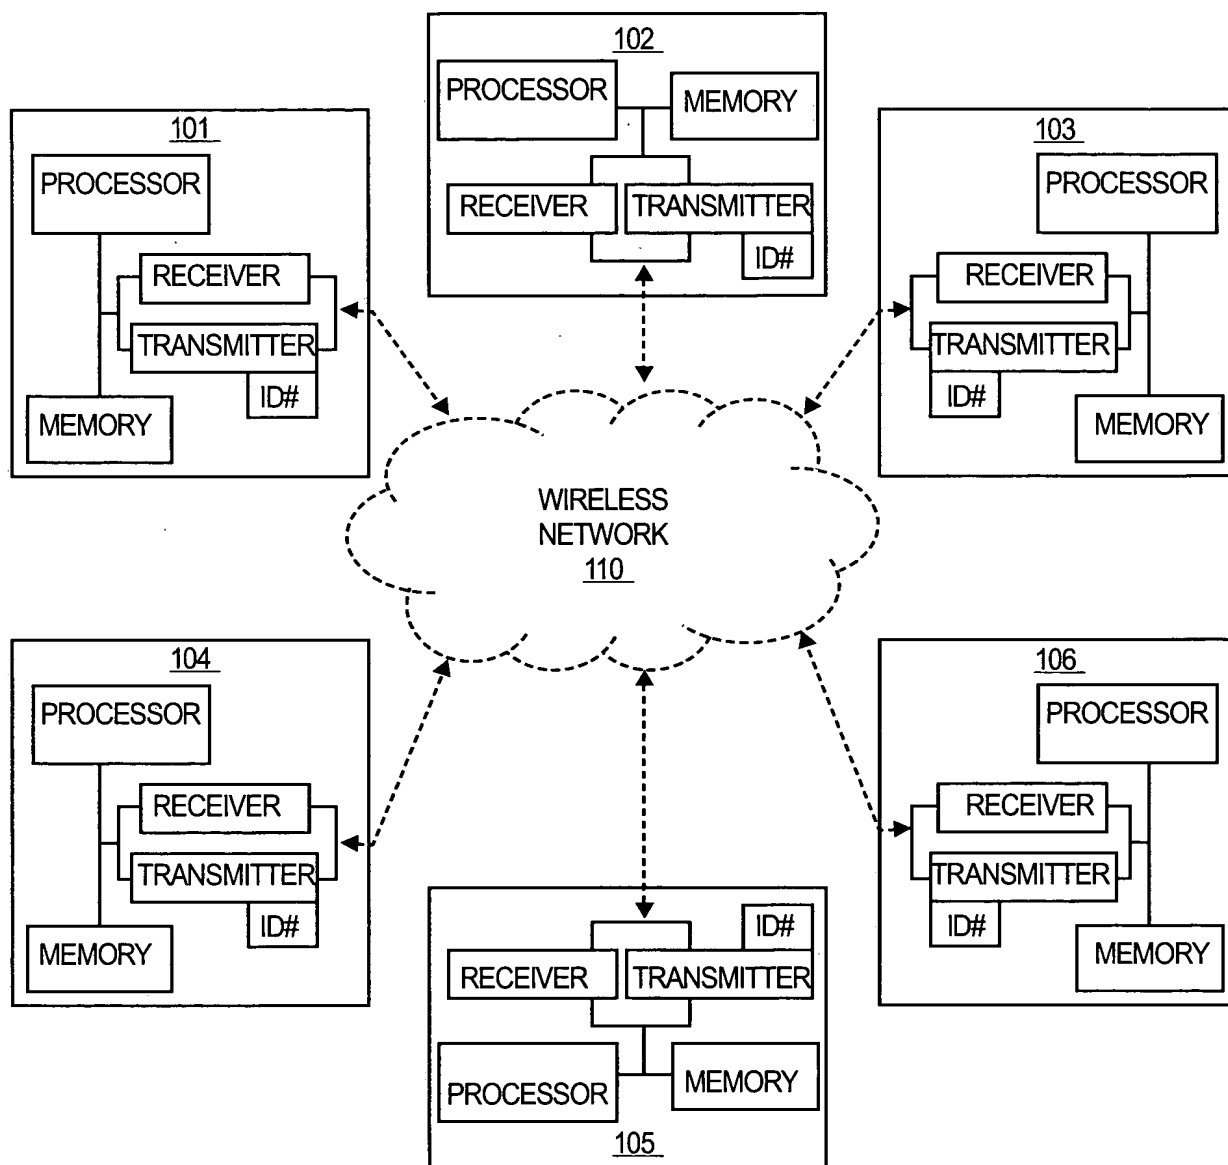 101
PROCESSOR
RECEIVER
TRANSMITTER
ID#
MEMORY
102
PROCESSOR
MEMORY
RECEIVER
TRANSMITTER
ID#
103
PROCESSOR
RECEIVER
TRANSMITTER
ID#
MEMORY
WIRELESS
NETWORK
110
104
PROCESSOR
RECEIVER
TRANSMITTER
ID#
MEMORY
ID#
RECEIVER
TRANSMITTER
PROCESSOR
MEMORY
105
106
PROCESSOR
RECEIVER
TRANSMITTER
ID#
MEMORY